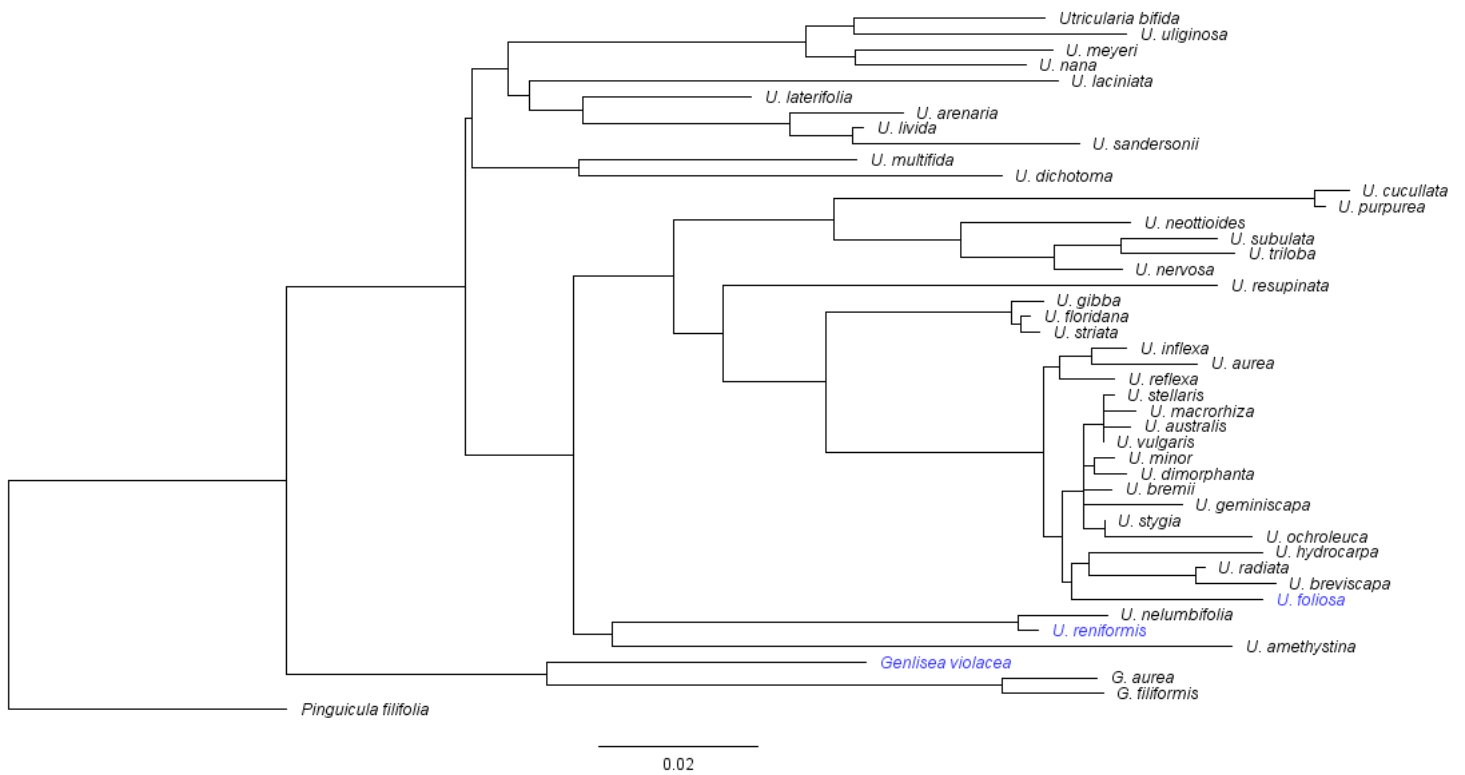 Utricularia bifida
U. uliginosa
U. meyeri
U. nana
U. laciniata
U. laterifolia
U. arenaria
U. livida
U. sandersonii
U. multifida
U. dichotoma
U. cucullata
U. purpurea
U. neottioides
U. subulata
U. triloba
U. nervosa
U. resupinata
U. gibba
U. floridana
U. striata
U. inflexa
U. aurea
U. reflexa
U. stellaris
U. macrorhiza
U. australis
U. vulgaris
U. minor
U. dimorphanta
U. bremii
U. geminiscapa
U. stygia
U. ochroleuca
U. hydrocarpa
U. radiata
U. breviscapa
U. foliosa
U. nelumbifolia
U. reniformis
U. amethystina
Genlisea violacea
G. aurea
G. filiformis
Pinguicula filifolia
0.02